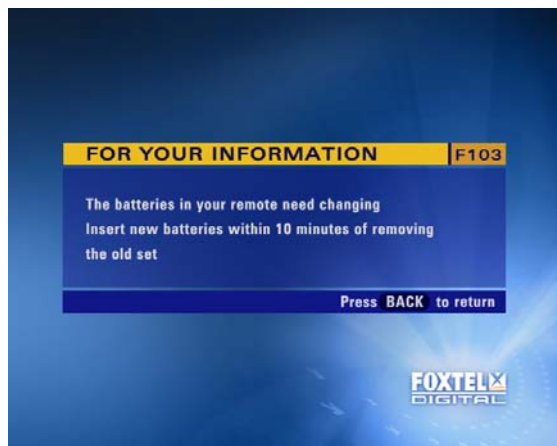 FOR YOUR INFORMATION F103
The batteries in your remote need changing
Insert new batteries within 10 minutes of removing
the old set
Press BACK to return
FOXTEL
DIGITAL